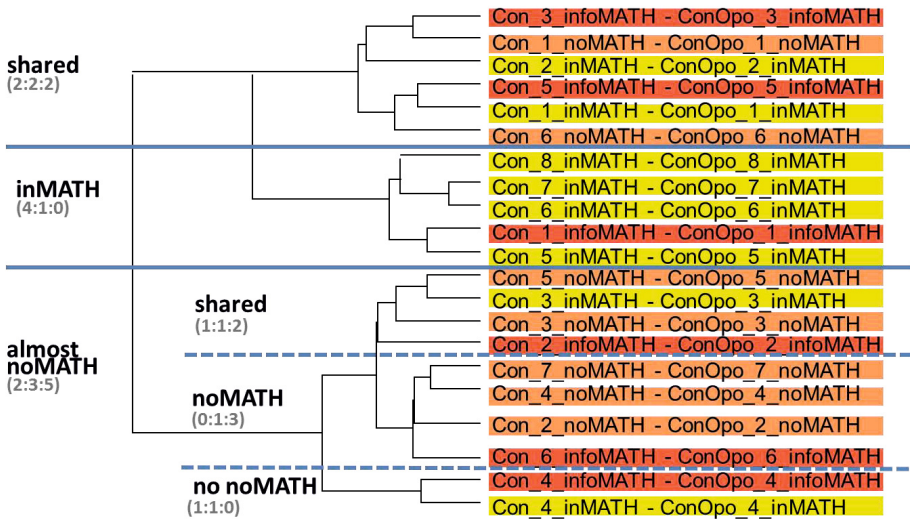 shared
(2:2:2)
inMATH
(4:1:0)
almost
noMATH
(2:3:5)
shared
(1:1:2)
noMATH
(0:1:3)
no noMATH
(1:1:0)
Con_3_infoMATH - ConOpo_3_infoMATH
Con_1_noMATH - ConOpo_1_noMATH
Con_2_inMATH - ConOpo_2_inMATH
Con_5_infoMATH - ConOpo_5_infoMATH
Con_1_inMATH - ConOpo_1_inMATH
Con_6_noMATH - ConOpo_6_noMATH
Con_8_inMATH - ConOpo_8_inMATH
Con_7_inMATH - ConOpo_7_inMATH
Con_6_inMATH - ConOpo_6_inMATH
Con_1_infoMATH - ConOpo_1_infoMATH
Con_5_inMATH - ConOpo_5_inMATH
Con_5_noMATH - ConOpo_5_noMATH
Con_3_inMATH - ConOpo_3_inMATH
Con_3_noMATH - ConOpo_3_noMATH
Con_2_infoMATH - ConOpo_2_infoMATH
Con_7_noMATH - ConOpo_7_noMATH
Con_4_noMATH - ConOpo_4_noMATH
Con_2_noMATH - ConOpo_2_noMATH
Con_6_infoMATH - ConOpo_6_infoMATH
Con_4_infoMATH - ConOpo_4_infoMATH
Con_4_inMATH - ConOpo_4_inMATH